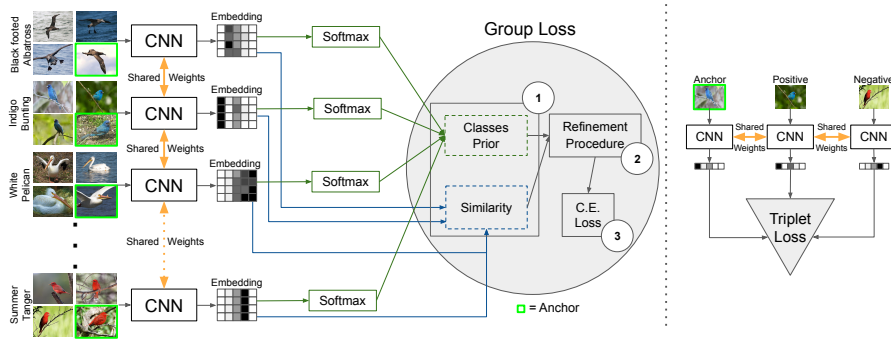 Group Loss
Black footed
Albatross
CNN
Embedding
Softmax
Shared Weights
Indigo
Bunting
CNN
Embedding
Softmax
Shared Weights
White
Pelican
CNN
Embedding
Softmax
Shared Weights
Summer
Tanger
CNN
Embedding
Softmax
1
Classes
Prior
Refinement
Procedure
2
Similarity
C.E.
Loss
3
= Anchor
Anchor
Positive
Negative
CNN
Shared
Weights
CNN
Shared
Weights
CNN
Triplet
Loss